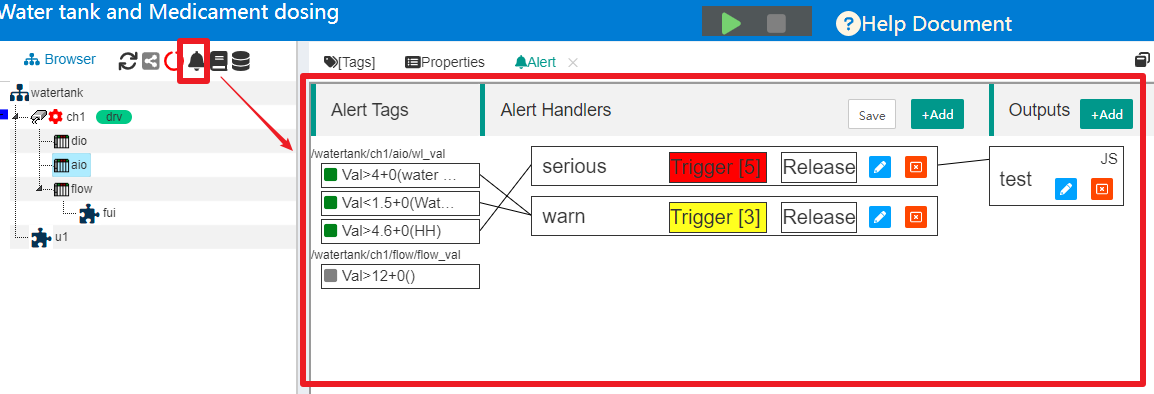 Water tank and Medicament dosing
? Help Document
Browser
[Tags] Properties Alert
watertank
ch1 drv
dio
aio
flow
fui
u1
Alert Tags Alert Handlers Save +Add Outputs +Add
/watertank/ch1/aio/wl_val
Val>4+0(water ...
Val<1.5+0(Wat...
Val>4.6+0(HH)
/watertank/ch1/flow/flow_val
Val>12+0()
serious Trigger [5] Release
warn Trigger [3] Release
JS
test